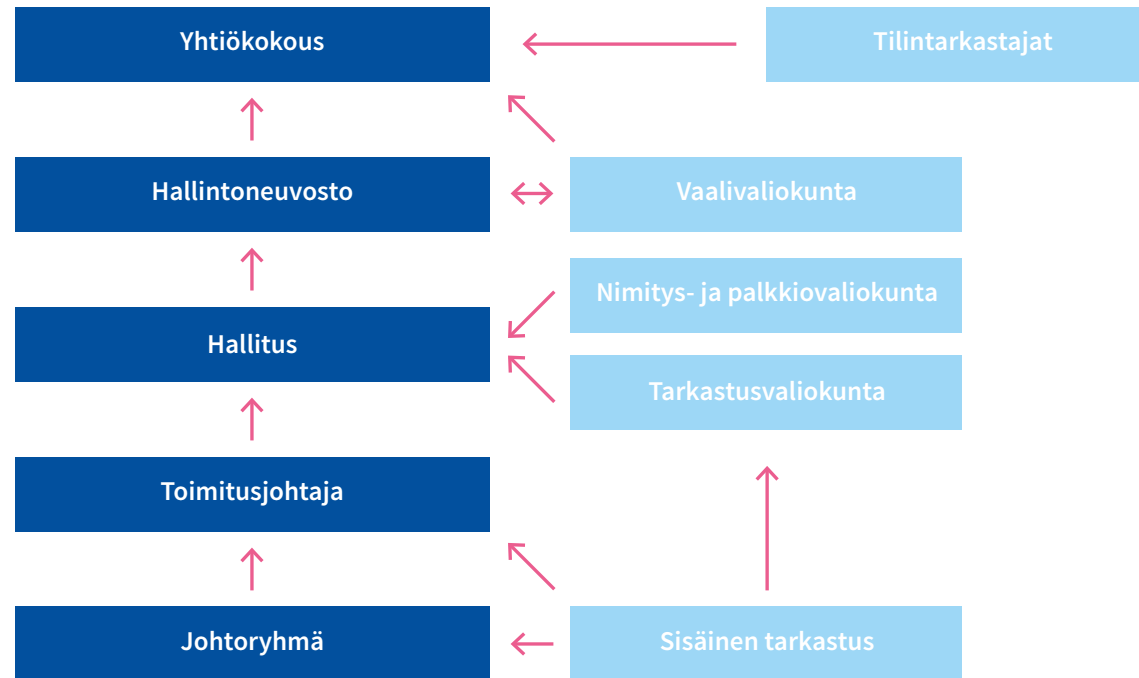 Yhtiökokous
Tilintarkastajat
Hallintoneuvosto
Vaalivaliokunta
Nimitys- ja palkkiovaliokunta
Hallitus
Tarkastusvaliokunta
Toimitusjohtaja
Johtoryhmä
Sisäinen tarkastus